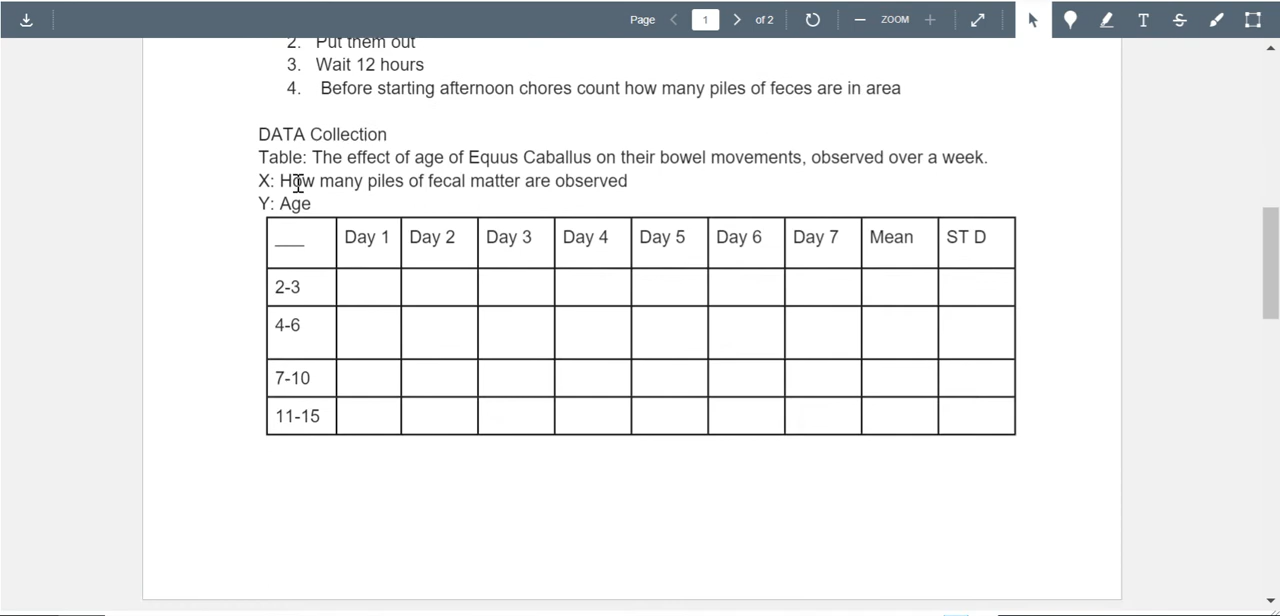 Page 1 of 2 ZOOM T S
2. Put them out
3. Wait 12 hours
4. Before starting afternoon chores count how many piles of feces are in area
DATA Collection
Table: The effect of age of Equus Caballus on their bowel movements, observed over a week.
X: How many piles of fecal matter are observed
Y: Age
___ Day 1 Day 2 Day 3 Day 4 Day 5 Day 6 Day 7 Mean ST D
2-3
4-6
7-10
11-15